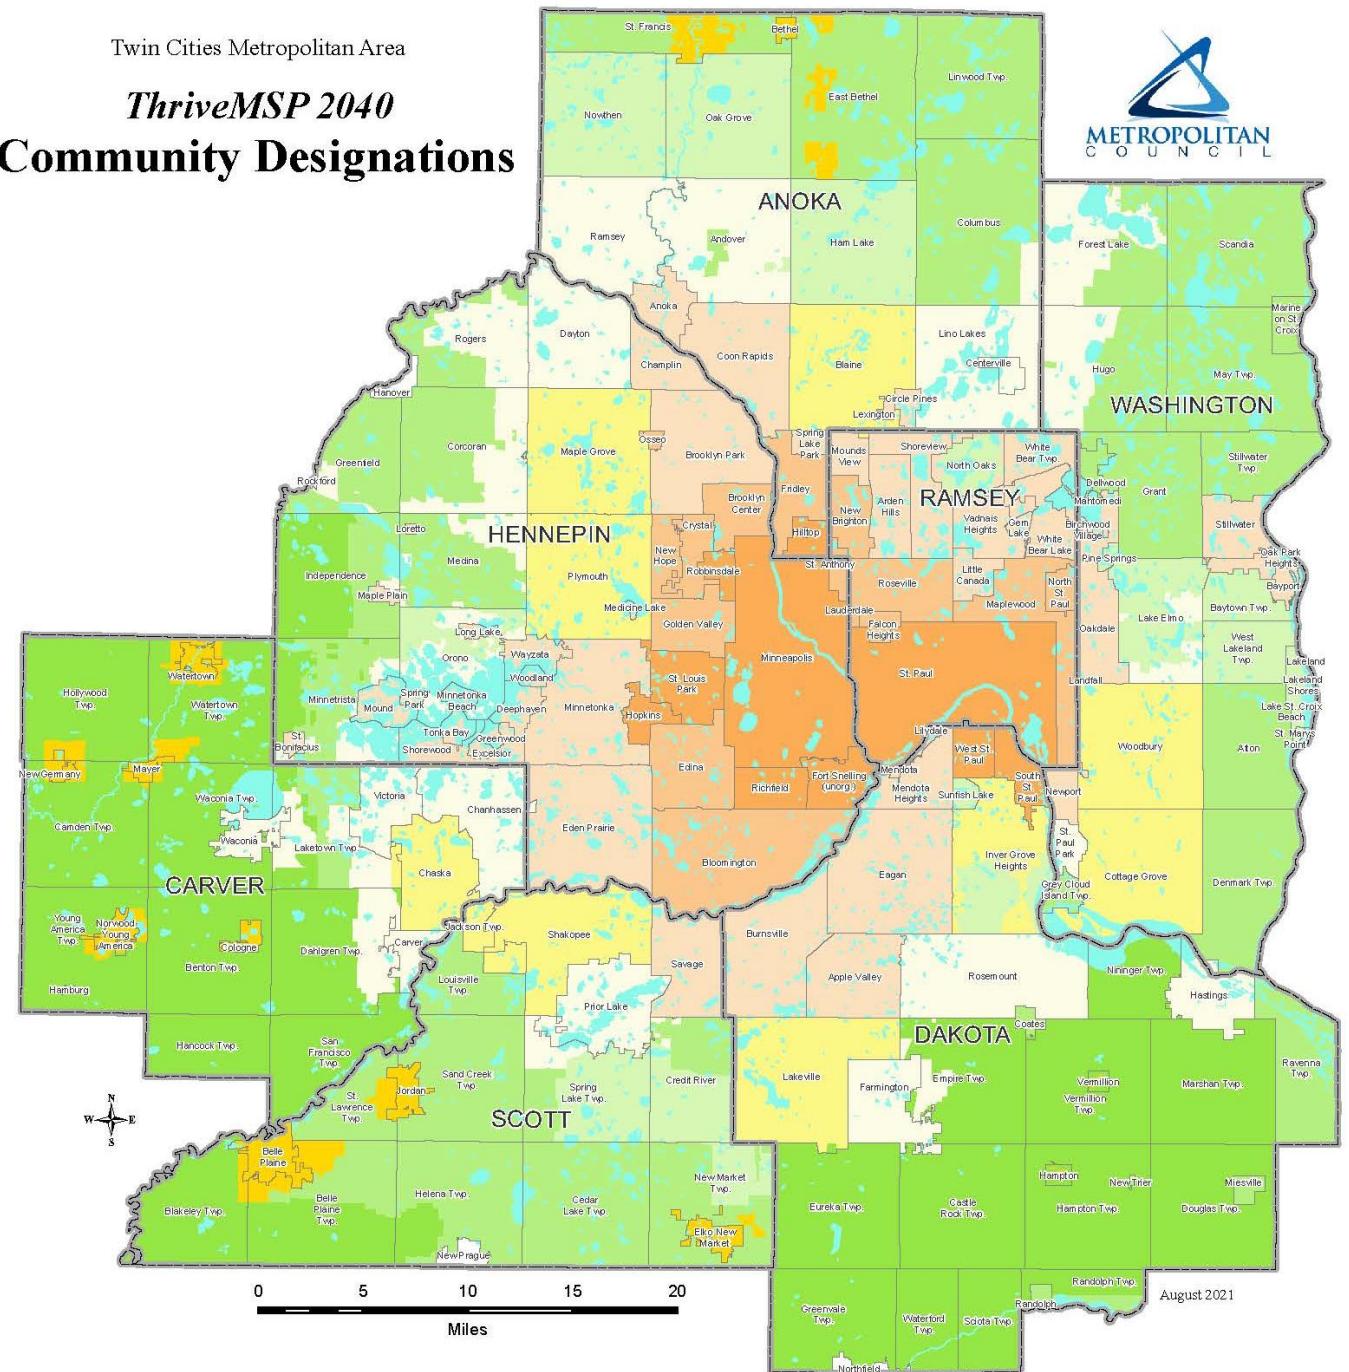 Twin Cities Metropolitan Area
ThriveMSP 2040
Community Designations
METROPOLITAN
COUNCIL
St. Francis
Bethel
Linwood Twp.
East Bethel
Nowthen
Oak Grove
ANOKA
Ramsey
Andover
Ham Lake
Columbus
Forest Lake
Scandia
Anoka
Marine
on St.
Croix
Rogers
Dayton
Champlin
Coon Rapids
Blaine
Lino Lakes
Centerville
Hugo
May Twp.
WASHINGTON
Hanover
Circle Pines
Lexington
Corcoran
Maple Grove
Osseo
Brooklyn Park
Spring
Lake
Park
Mounds
View
Shoreview
North Oaks
White
Bear Twp.
Stillwater
Twp.
Greenfield
Rockford
Brooklyn
Center
Fridley
New
Brighton
Arden
Hills
RAMSEY
Vadnais
Heights
Gem
Lake
White
Bear Lake
Dellwood
Mahtomedi
Birchwood
Village
Grant
Stillwater
Oak Park
Heights
Bayport
Loretto
HENNEPIN
Crystal
Hilltop
Medina
New
Hope
Robbinsdale
St. Anthony
Pine Springs
Independence
Plymouth
Roseville
Little
Canada
North
St.
Paul
Maple Plain
Medicine Lake
Golden Valley
Lauderdale
Maplewood
Falcon
Heights
Oakdale
Lake Elmo
Baytown Twp.
West
Lakeland
Twp.
Long Lake
Orono
Wayzata
Woodland
Minneapolis
St. Paul
Landfall
Lakeland
Lakeland
Shores
Lake St. Croix
Beach
St. Marys
Point
Watertown
Hollywood
Twp.
Watertown
Twp.
Minnetrista
Mound
Spring
Park
Minnetonka
Beach
Deephaven
Minnetonka
St. Louis
Park
Hopkins
Tonka Bay
Greenwood
Excelsior
Shorewood
St.
Bonifacius
Lilydale
West St.
Paul
Woodbury
Afton
New Germany
Mayer
Edina
Richfield
Fort Snelling
(unorg.)
Mendota
Mendota
Heights
Sunfish Lake
South
St.
Paul
Newport
Waconia Twp.
Victoria
Chanhassen
Eden Prairie
Camden Twp.
Waconia
Laketown Twp.
St.
Paul
Park
Bloomington
Inver Grove
Heights
CARVER
Chaska
Eagan
Grey Cloud
Island Twp.
Cottage Grove
Denmark Twp.
Young
America
Twp.
Norwood
Young
America
Cologne
Benton Twp.
Dahlgren Twp.
Carver
Jackson Twp.
Shakopee
Burnsville
Savage
Apple Valley
Rosemount
Nininger Twp.
Hastings
Hamburg
Louisville
Twp.
Prior Lake
Coates
DAKOTA
Hancock Twp.
San
Francisco
Twp.
Jordan
Sand Creek
Twp.
Spring
Lake Twp.
Credit River
Lakeville
Farmington
Empire Twp.
Vermillion
Vermillion
Twp.
Marshan Twp.
Ravenna
Twp.
St.
Lawrence
Twp.
SCOTT
N
W E
S
Belle
Plaine
Blakeley Twp.
Belle
Plaine
Twp.
Helena Twp.
Cedar
Lake Twp.
New Market
Twp.
Elko New
Market
New Prague
Eureka Twp.
Castle
Rock Twp.
Hampton
Hampton Twp.
New Trier
Miesville
Douglas Twp.
Randolph Twp.
Randolph
Greenvale
Twp.
Waterford
Twp.
Sciota Twp.
Northfield
0 5 10 15 20
Miles
August 2021